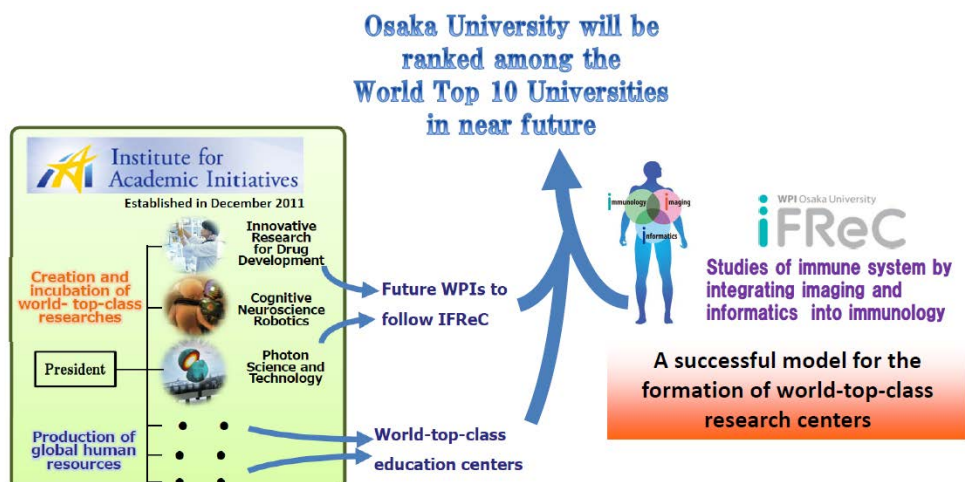 Osaka University will be
ranked among the
World Top 10 Universities
in near future
Institute for
Academic Initiatives
Established in December 2011
Innovative
Research
for Drug
Development
Creation and
incubation of
world- top-class
researches
Cognitive
Neuroscience
Robotics
President
Photon
Science and
Technology
Production of
global human
resources
Future WPIs to
follow IFReC
World-top-class
education centers
immunology
imaging
informatics
WPI Osaka University
iFReC
Studies of immune system by
integrating imaging and
informatics into immunology
A successful model for the
formation of world-top-class
research centers